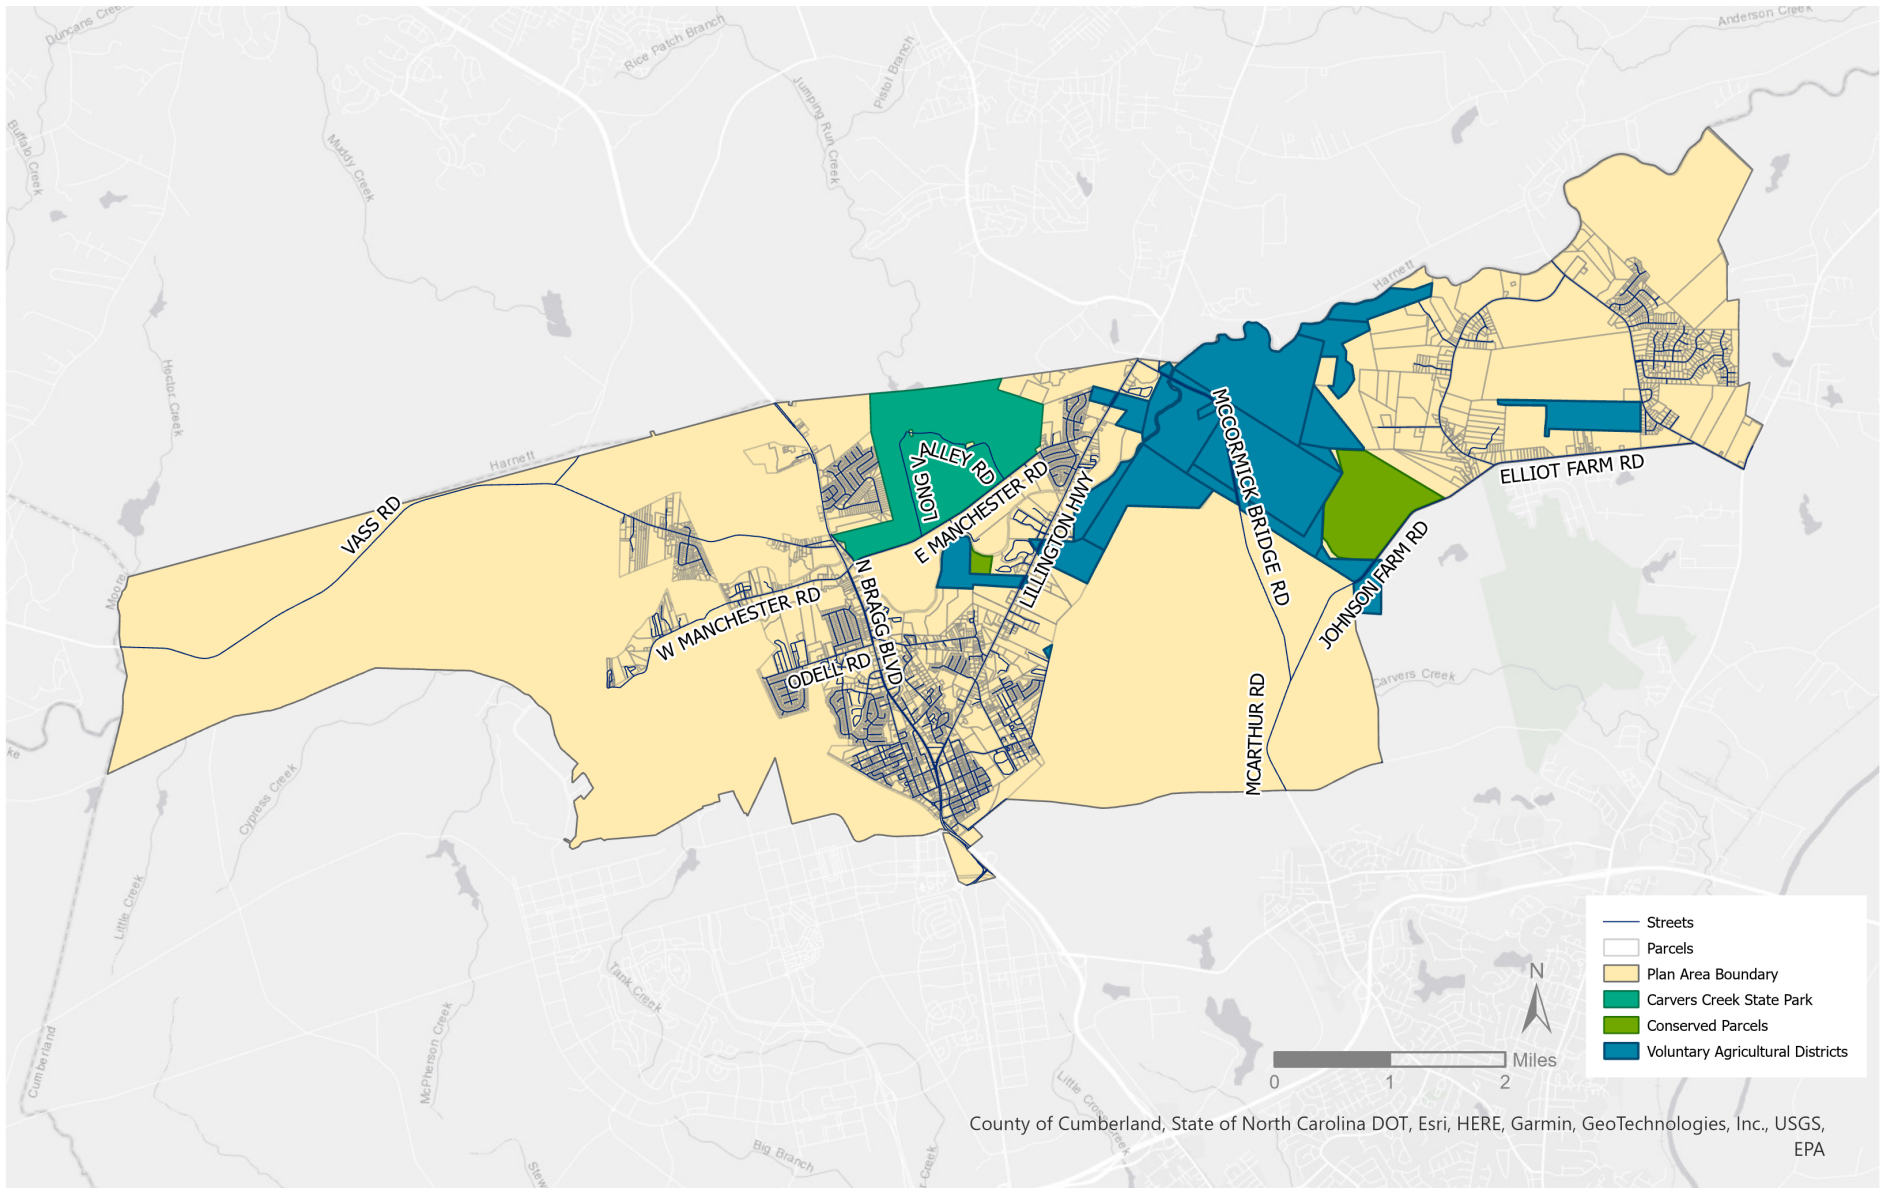 Duncans Creek
Rice Patch Branch
Pistol Branch
Anderson Creek
Buffalo Creek
Muddy Creek
Jumping Run Creek
Harnett
Hector Creek
Harnett
Moore
VASS RD
LONG VALLEY RD
E MANCHESTER RD
LILLINGTON HWY
MCCORMICK BRIDGE RD
ELLIOT FARM RD
JOHNSON FARM RD
W MANCHESTER RD
N BRAGG BLVD
ODELL RD
MCARTHUR RD
Carvers Creek
ke
Cypress Creek
Little Creek
Tank Creek
McPherson Creek
Cumberland
Little Cross Creek
Big Branch
Stew
Creek
Streets
Parcels
Plan Area Boundary
Carvers Creek State Park
Conserved Parcels
Voluntary Agricultural Districts
N
Miles
0 1 2
County of Cumberland, State of North Carolina DOT, Esri, HERE, Garmin, GeoTechnologies, Inc., USGS,
EPA